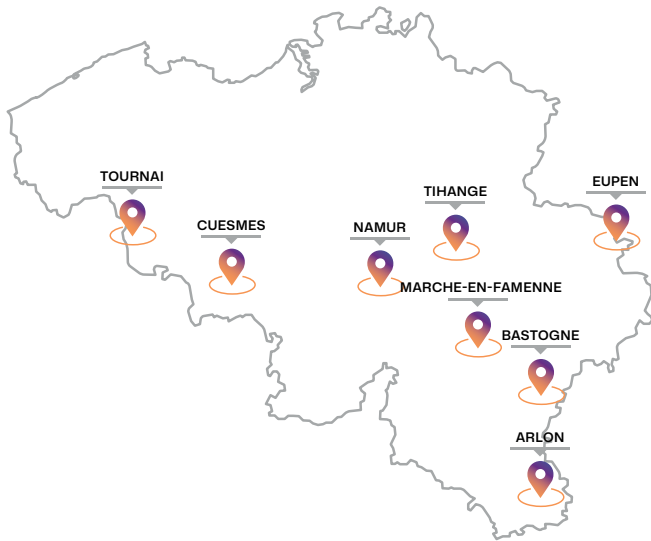 TOURNAI
EUPEN
TIHANGE
CUESMES
NAMUR
MARCHE-EN-FAMENNE
BASTOGNE
ARLON